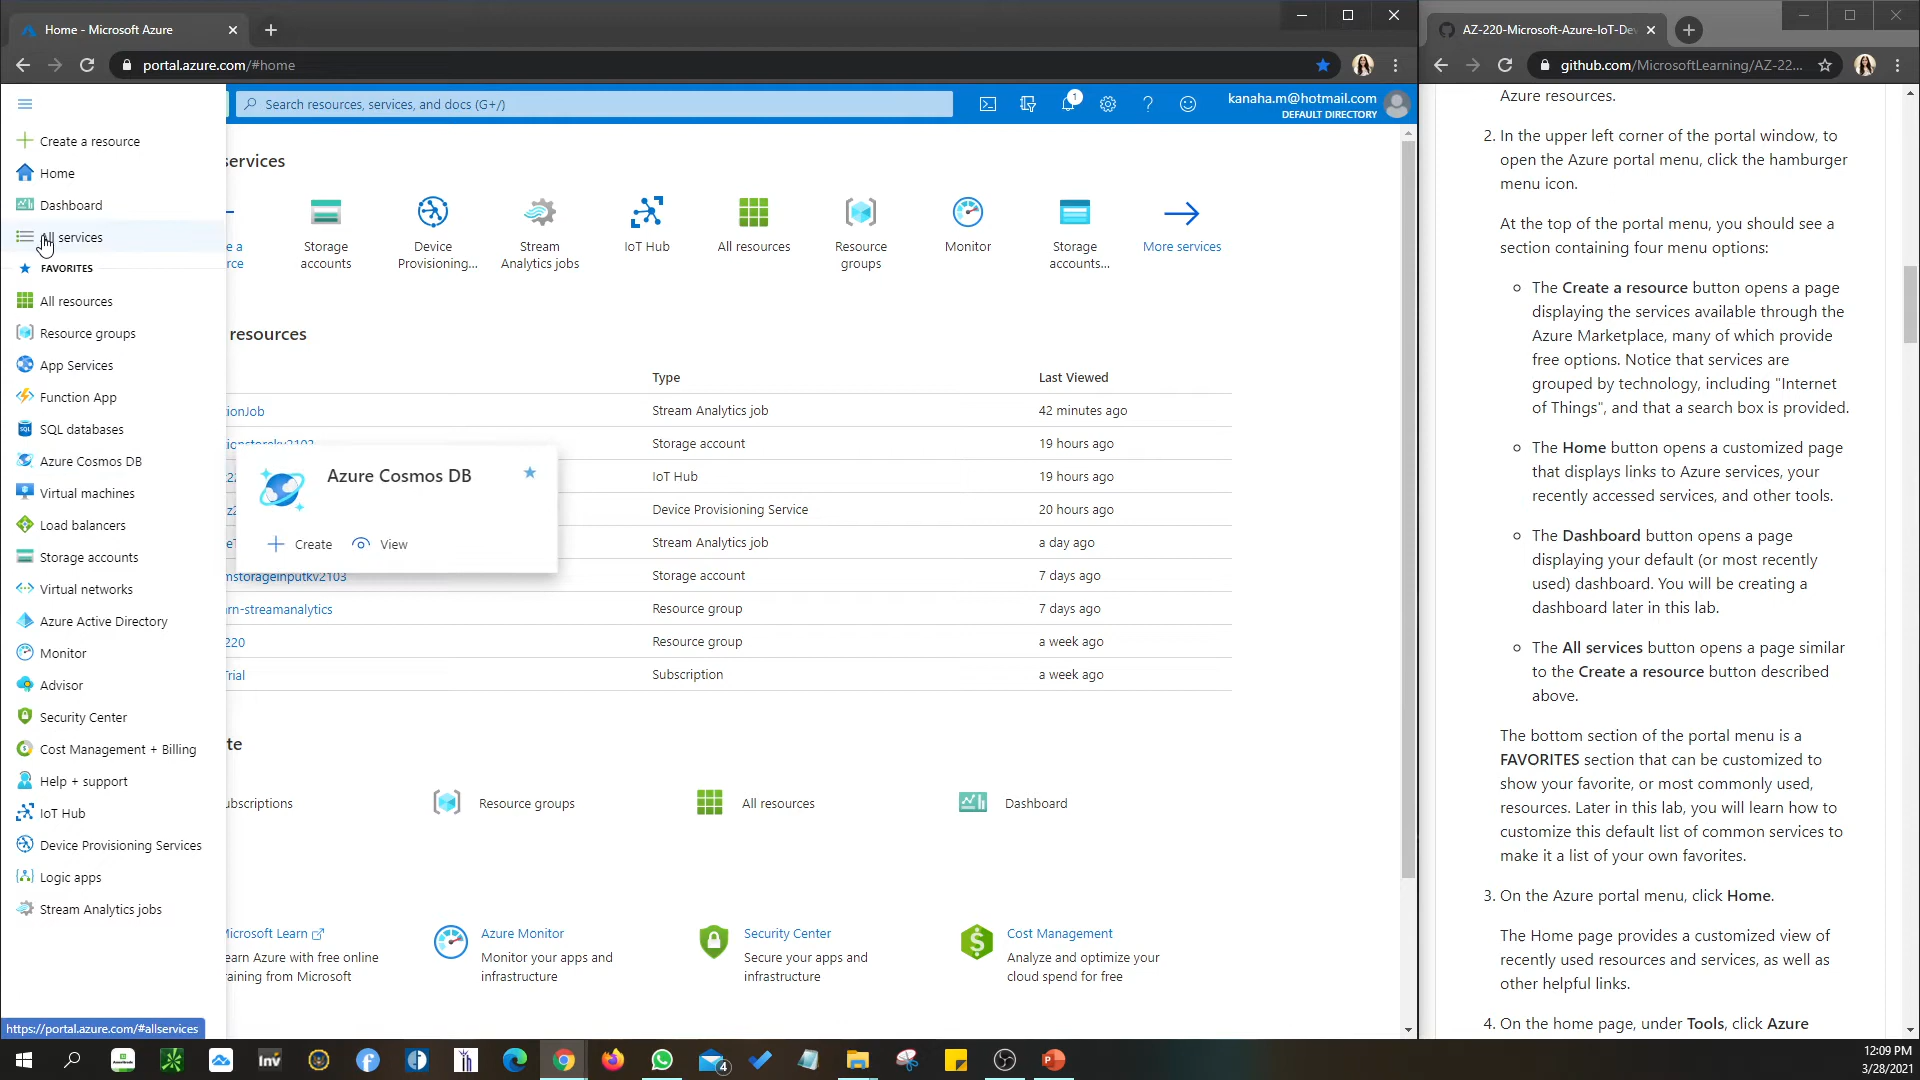 Home - Microsoft Azure
AZ-220-Microsoft-Azure-IoT-De
portal.azure.com/#home
github.com/MicrosoftLearning/AZ-22...
Search resources, services, and docs (G+/)
1
kanaha.m@hotmail.com
DEFAULT DIRECTORY
Create a resource
Home
Dashboard
All services
FAVORITES
All resources
Resource groups
App Services
Function App
SQL databases
Azure Cosmos DB
Virtual machines
Load balancers
Storage accounts
Virtual networks
Azure Active Directory
Monitor
Advisor
Security Center
Cost Management + Billing
Help + support
IoT Hub
Device Provisioning Services
Logic apps
Stream Analytics jobs
https://portal.azure.com/#allservices
services
e a
rce
Storage
accounts
Device
Provisioning...
Stream
Analytics jobs
IoT Hub
All resources
Resource
groups
Monitor
Storage
accounts...
More services
resources
Type
Last Viewed
ionJob
Stream Analytics job
42 minutes ago
Storage account
19 hours ago
IoT Hub
19 hours ago
Device Provisioning Service
20 hours ago
Stream Analytics job
a day ago
mstorageinputkv2103
Storage account
7 days ago
rn-streamanalytics
Resource group
7 days ago
220
Resource group
a week ago
Trial
Subscription
a week ago
Azure Cosmos DB
Create
View
te
ubscriptions
Resource groups
All resources
Dashboard
Microsoft Learn
earn Azure with free online
raining from Microsoft
Azure Monitor
Monitor your apps and
infrastructure
Security Center
Secure your apps and
infrastructure
Cost Management
Analyze and optimize your
cloud spend for free
Azure resources.
2. In the upper left corner of the portal window, to
open the Azure portal menu, click the hamburger
menu icon.
At the top of the portal menu, you should see a
section containing four menu options:
The Create a resource button opens a page
displaying the services available through the
Azure Marketplace, many of which provide
free options. Notice that services are
grouped by technology, including "Internet
of Things", and that a search box is provided.
The Home button opens a customized page
that displays links to Azure services, your
recently accessed services, and other tools.
The Dashboard button opens a page
displaying your default (or most recently
used) dashboard. You will be creating a
dashboard later in this lab.
The All services button opens a page similar
to the Create a resource button described
above.
The bottom section of the portal menu is a
FAVORITES section that can be customized to
show your favorite, or most commonly used,
resources. Later in this lab, you will learn how to
customize this default list of common services to
make it a list of your own favorites.
3. On the Azure portal menu, click Home.
The Home page provides a customized view of
recently used resources and services, as well as
other helpful links.
4. On the home page, under Tools, click Azure
Inv
4
12:09 PM
3/28/2021